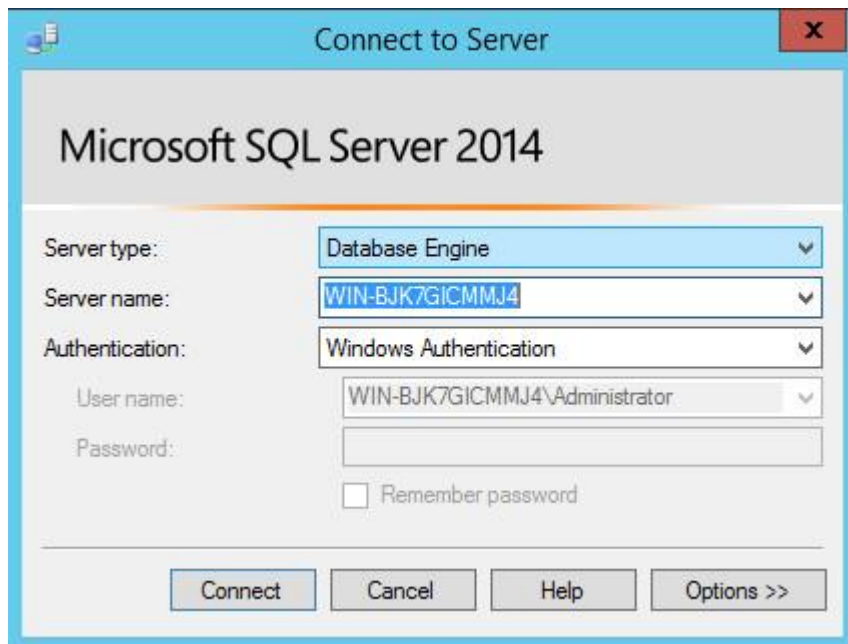 Connect to Server
x
Microsoft SQL Server 2014
Server type: Database Engine
Server name: WIN-BJK7GICMMJ4
Authentication: Windows Authentication
User name: WIN-BJK7GICMMJ4\Administrator
Password:
Remember password
Connect Cancel Help Options >>